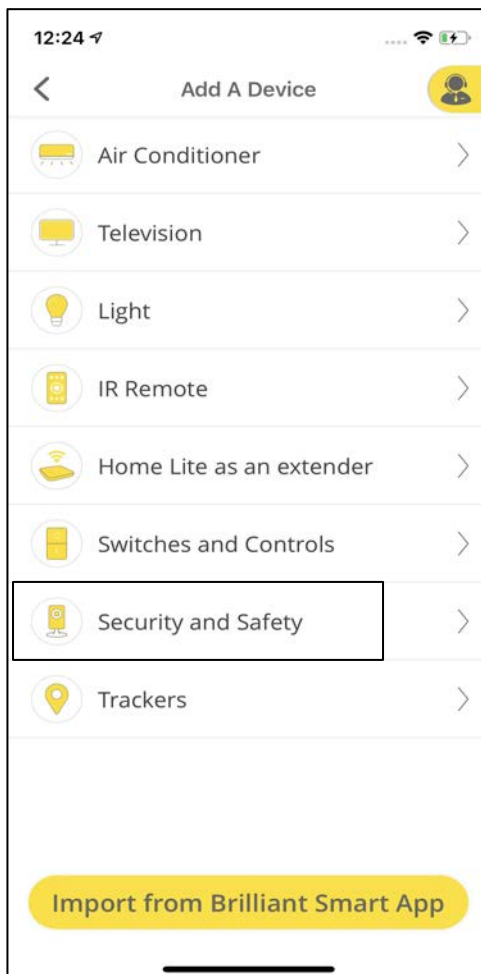 12:24
Add A Device
Air Conditioner
Television
Light
IR Remote
Home Lite as an extender
Switches and Controls
Security and Safety
Trackers
Import from Brilliant Smart App